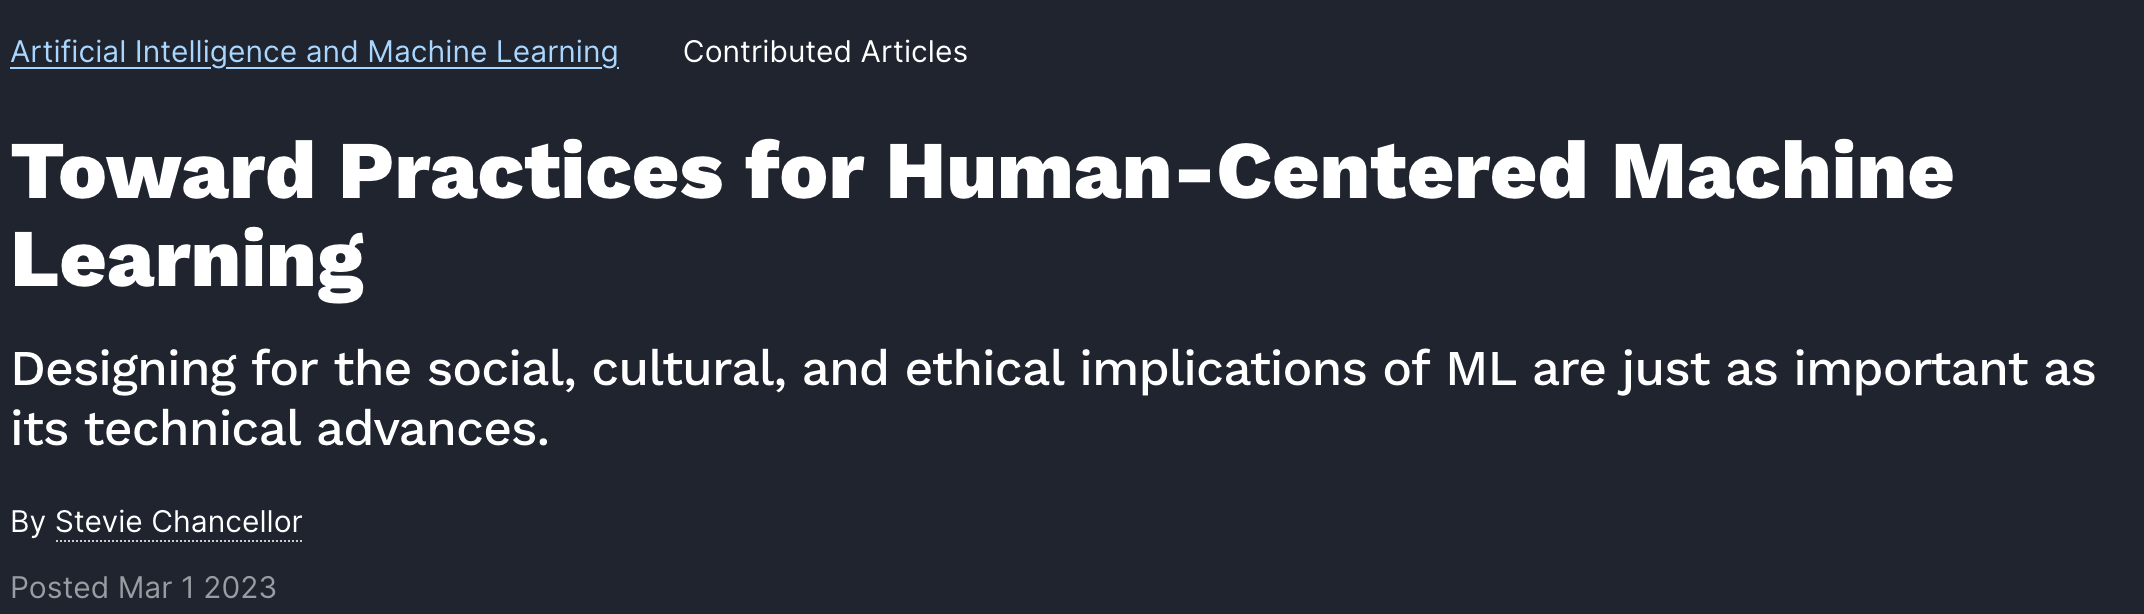 Artificial Intelligence and Machine Learning Contributed Articles
Toward Practices for Human-Centered Machine
Learning
Designing for the social, cultural, and ethical implications of ML are just as important as
its technical advances.
By Stevie Chancellor
Posted Mar 1 2023